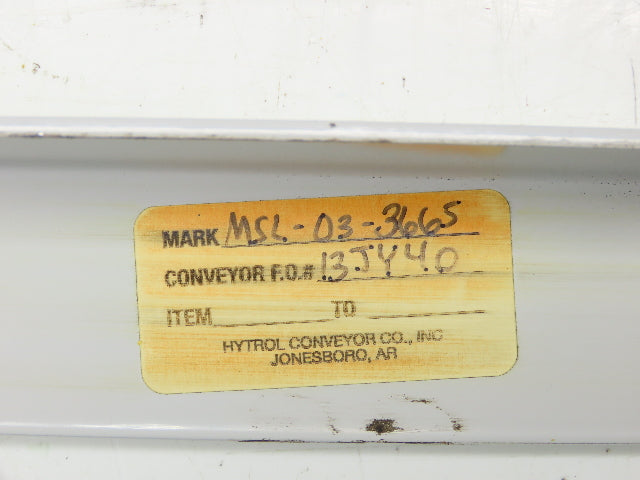 MARK MSL-03-3665
CONVEYOR F.O.# 13JY40
ITEM TO
HYTROL CONVEYOR CO., INC
JONESBORO, AR